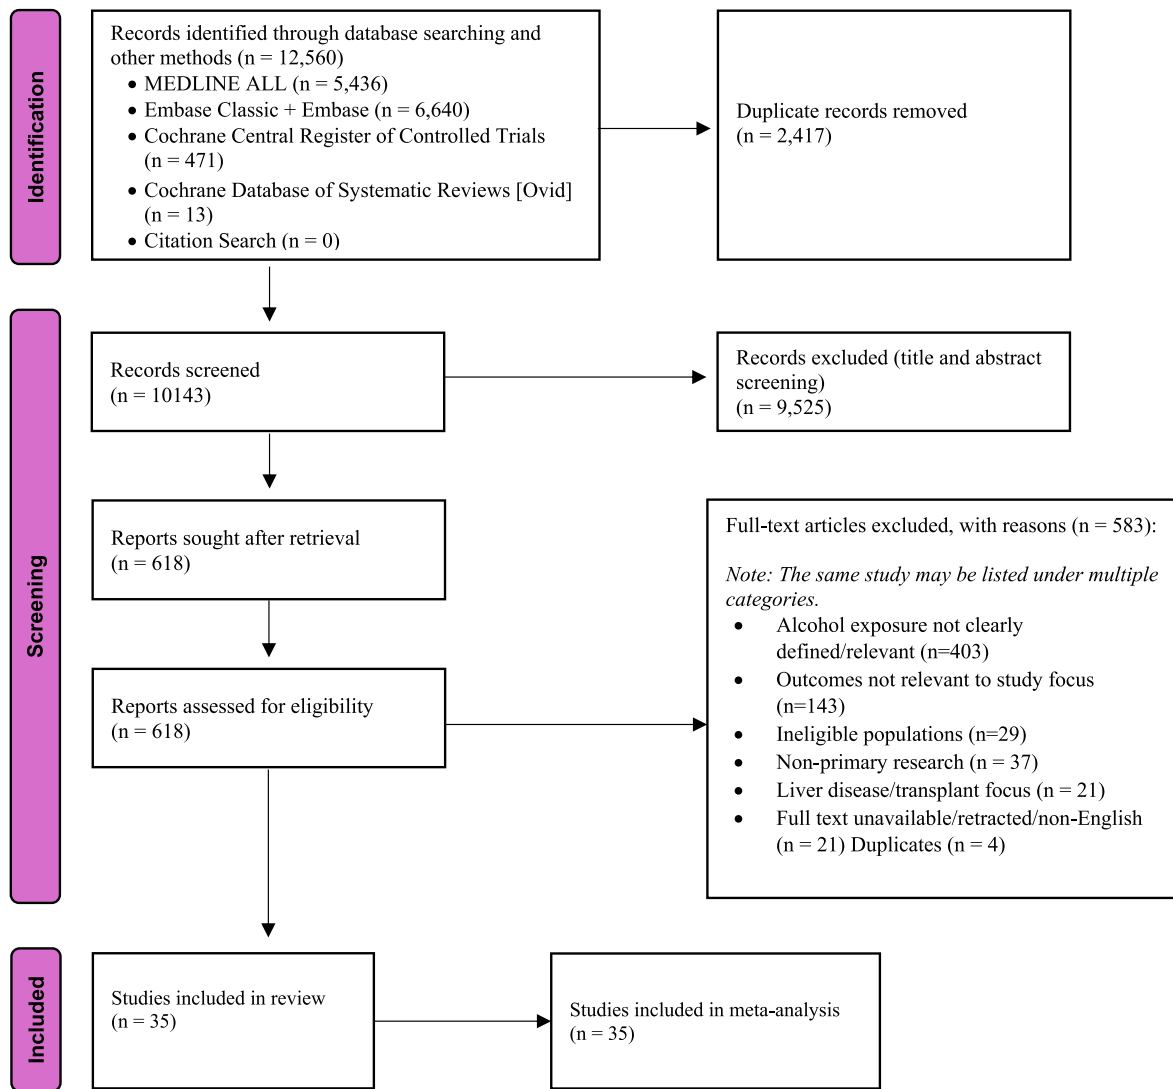 Identification
Records identified through database searching and
other methods (n = 12,560)
• MEDLINE ALL (n = 5,436)
• Embase Classic + Embase (n = 6,640)
• Cochrane Central Register of Controlled Trials
(n = 471)
• Cochrane Database of Systematic Reviews [Ovid]
(n = 13)
• Citation Search (n = 0)
Duplicate records removed
(n = 2,417)
Screening
Records screened
(n = 10143)
Records excluded (title and abstract
screening)
(n = 9,525)
Reports sought after retrieval
(n = 618)
Reports assessed for eligibility
(n = 618)
Full-text articles excluded, with reasons (n = 583):
Note: The same study may be listed under multiple
categories.
• Alcohol exposure not clearly
defined/relevant (n=403)
• Outcomes not relevant to study focus
(n=143)
• Ineligible populations (n=29)
• Non-primary research (n = 37)
• Liver disease/transplant focus (n = 21)
• Full text unavailable/retracted/non-English
(n = 21) Duplicates (n = 4)
Included
Studies included in review
(n = 35)
Studies included in meta-analysis
(n = 35)